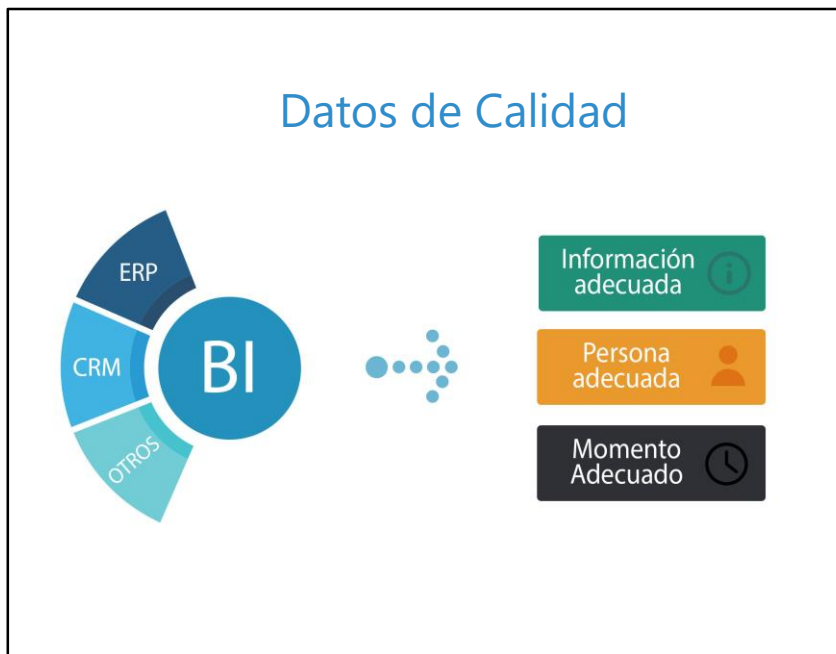 Datos de Calidad
ERP
CRM
OTROS
BI
Información
adecuada
Persona
adecuada
Momento
Adecuado